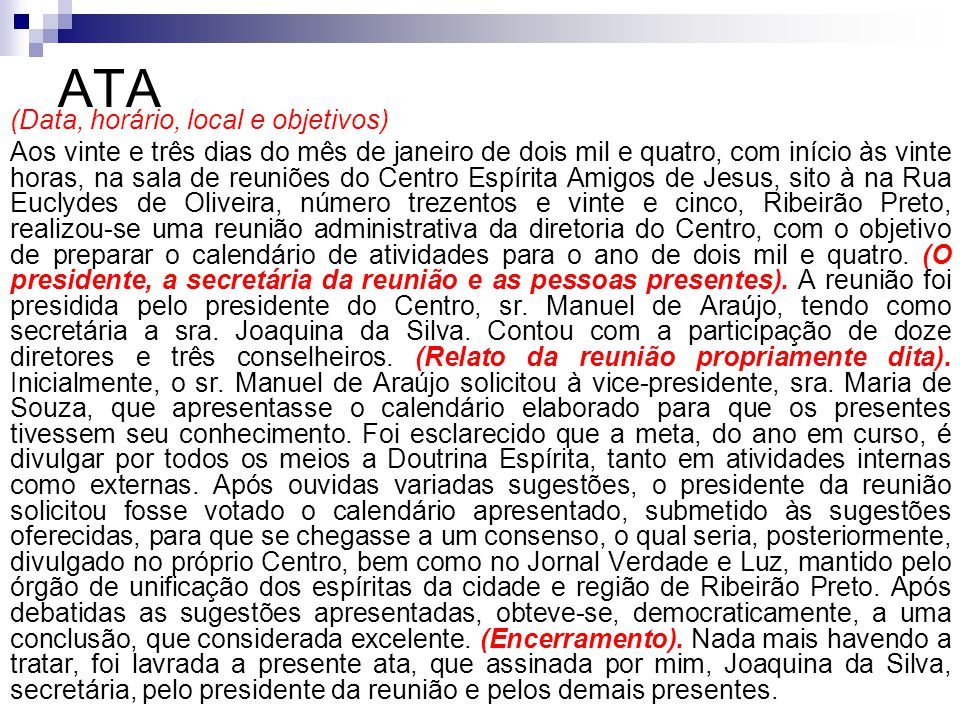 ATA
(Data, horário, local e objetivos)
Aos vinte e três dias do mês de janeiro de dois mil e quatro, com início às vinte
horas, na sala de reuniões do Centro Espírita Amigos de Jesus, sito à na Rua
Euclydes de Oliveira, número trezentos e vinte e cinco, Ribeirão Preto,
realizou-se uma reunião administrativa da diretoria do Centro, com o objetivo
de preparar o calendário de atividades para o ano de dois mil e quatro. (O
presidente, a secretária da reunião e as pessoas presentes). A reunião foi
presidida pelo presidente do Centro, sr. Manuel de Araújo, tendo como
secretária a sra. Joaquina da Silva. Contou com a participação de doze
diretores e três conselheiros. (Relato da reunião propriamente dita).
Inicialmente, o sr. Manuel de Araújo solicitou à vice-presidente, sra. Maria de
Souza, que apresentasse o calendário elaborado para que os presentes
tivessem seu conhecimento. Foi esclarecido que a meta, do ano em curso, é
divulgar por todos os meios a Doutrina Espírita, tanto em atividades internas
como externas. Após ouvidas variadas sugestões, o presidente da reunião
solicitou fosse votado o calendário apresentado, submetido às sugestões
oferecidas, para que se chegasse a um consenso, o qual seria, posteriormente,
divulgado no próprio Centro, bem como no Jornal Verdade e Luz, mantido pelo
órgão de unificação dos espíritas da cidade e região de Ribeirão Preto. Após
debatidas as sugestões apresentadas, obteve-se, democraticamente, a uma
conclusão, que considerada excelente. (Encerramento). Nada mais havendo a
tratar, foi lavrada a presente ata, que assinada por mim, Joaquina da Silva,
secretária, pelo presidente da reunião e pelos demais presentes.